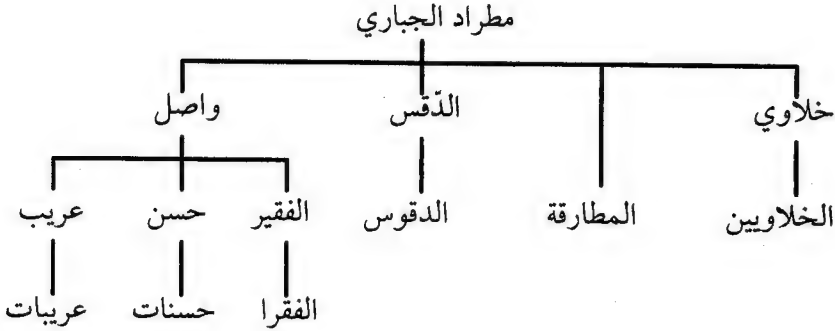 مطراد الجباري
خلاوي الدّقس واصل
الخلاويين المطارقة الدقوس الفقير حسن عريب
الفقرا حسنات عريبات